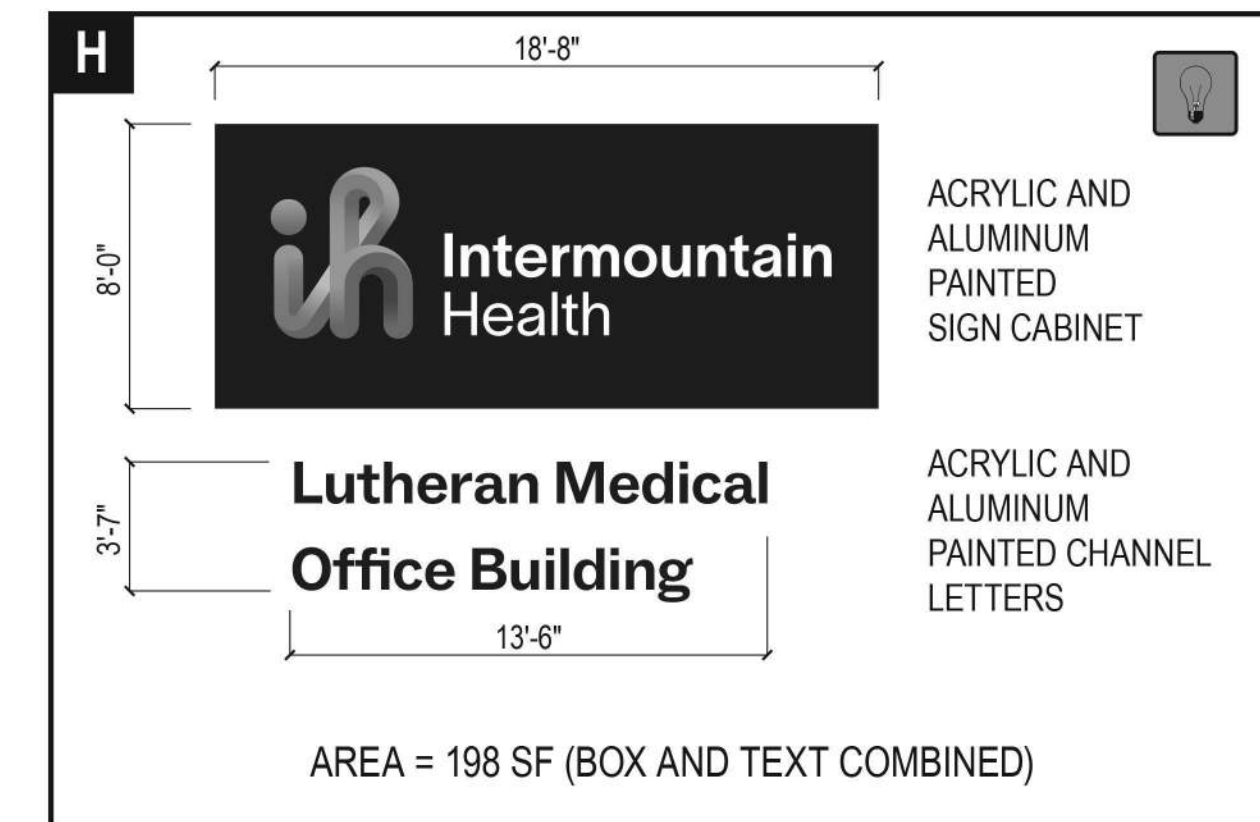 H
18'-8"
8'-0"
ih
Intermountain
Health
ACRYLIC AND
ALUMINUM
PAINTED
SIGN CABINET
3'-7"
Lutheran Medical
Office Building
13'-6"
ACRYLIC AND
ALUMINUM
PAINTED CHANNEL
LETTERS
AREA = 198 SF (BOX AND TEXT COMBINED)